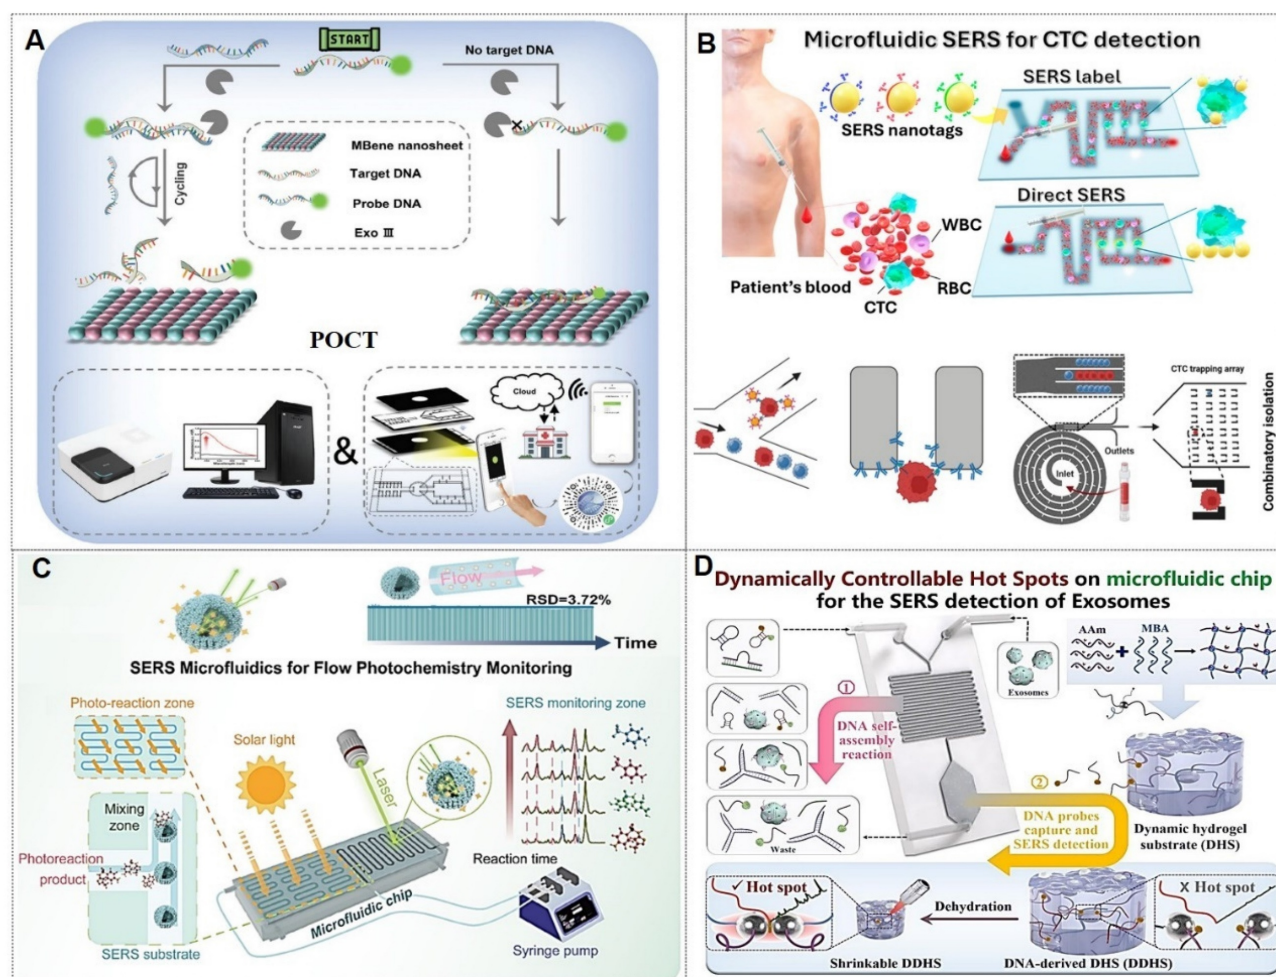 A
START
No target DNA
Cycling
MBene nanosheet
Target DNA
Probe DNA
Exo III
POCT
&
Cloud
B
Microfluidic SERS for CTC detection
SERS label
SERS nanotags
Direct SERS
WBC
RBC
CTC
Patient's blood
CTC trapping array
Outlets
Inlet
Combinatory isolation
C
Flow
RSD=3.72%
Time
SERS Microfluidics for Flow Photochemistry Monitoring
Photo-reaction zone
Solar light
Laser
SERS monitoring zone
Mixing
zone
Photoreaction
product
SERS substrate
Microfluidic chip
Reaction time
Syringe pump
D
Dynamically Controllable Hot Spots on microfluidic chip
for the SERS detection of Exosomes
AAm
MBA
+
Exosomes
1
DNA self-
assembly
reaction
Waste
2
DNA probes
capture and
SERS detection
Dynamic hydrogel
substrate (DHS)
✓ Hot spot
Shrinkable DDHS
Dehydration
DNA-derived DHS (DDHS)
X Hot spot